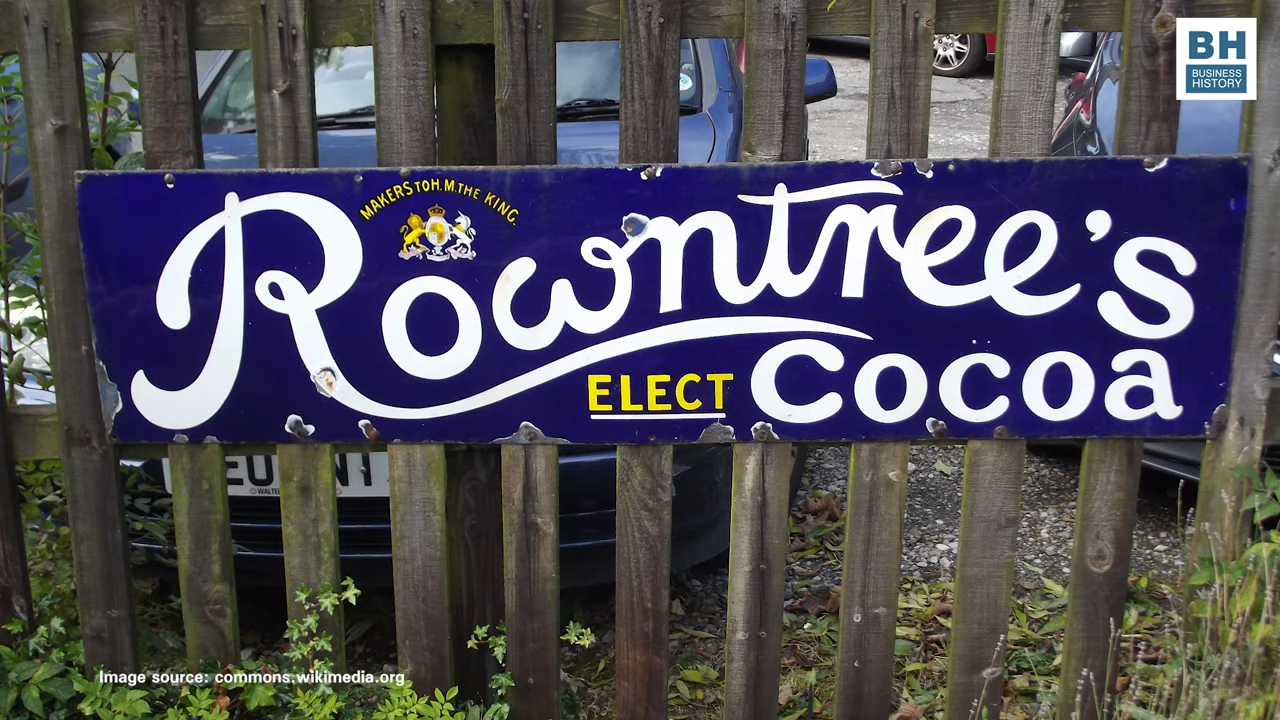 BH
BUSINESS
HISTORY
MAKERS TO H.M. THE KING.
Rowntree's
ELECT Cocoa
Image source: commons.wikimedia.org